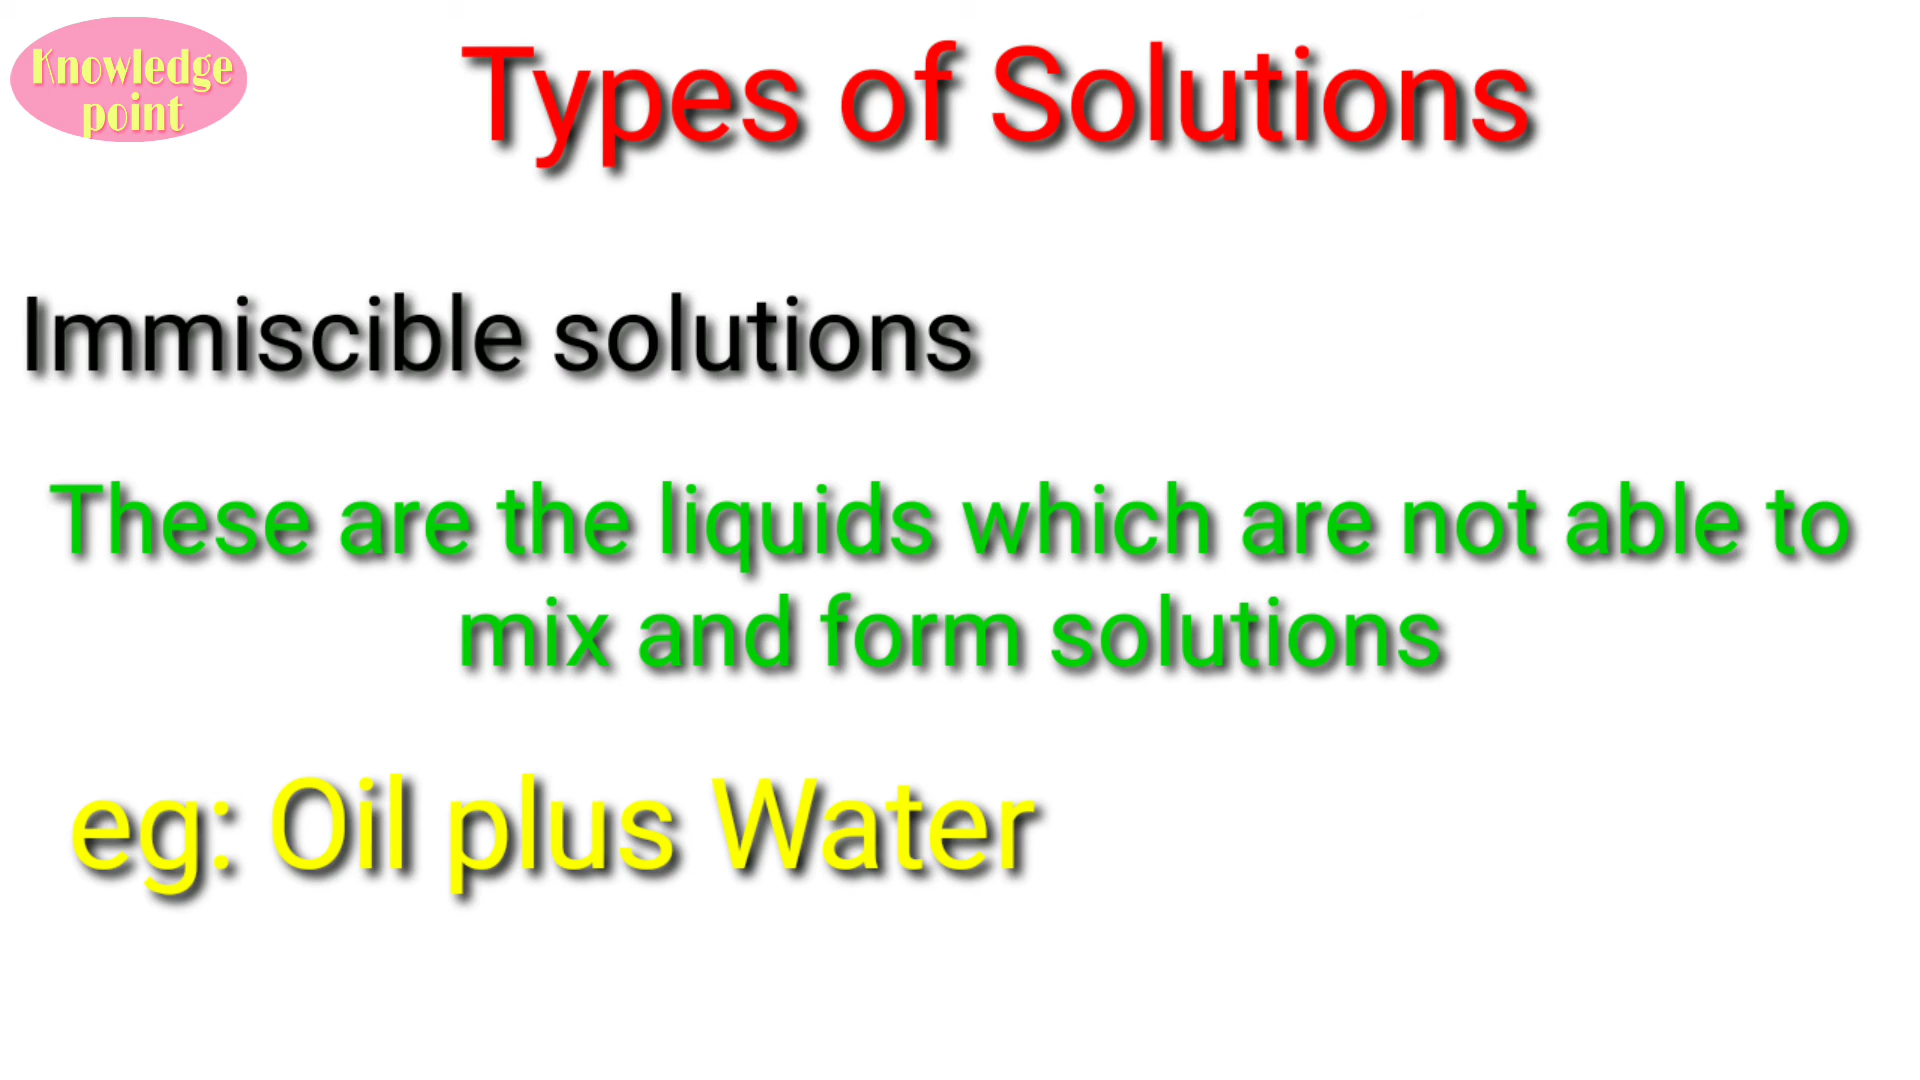 Knowledge
point
Types of Solutions
Immiscible solutions
These are the liquids which are not able to
mix and form solutions
eg: Oil plus Water